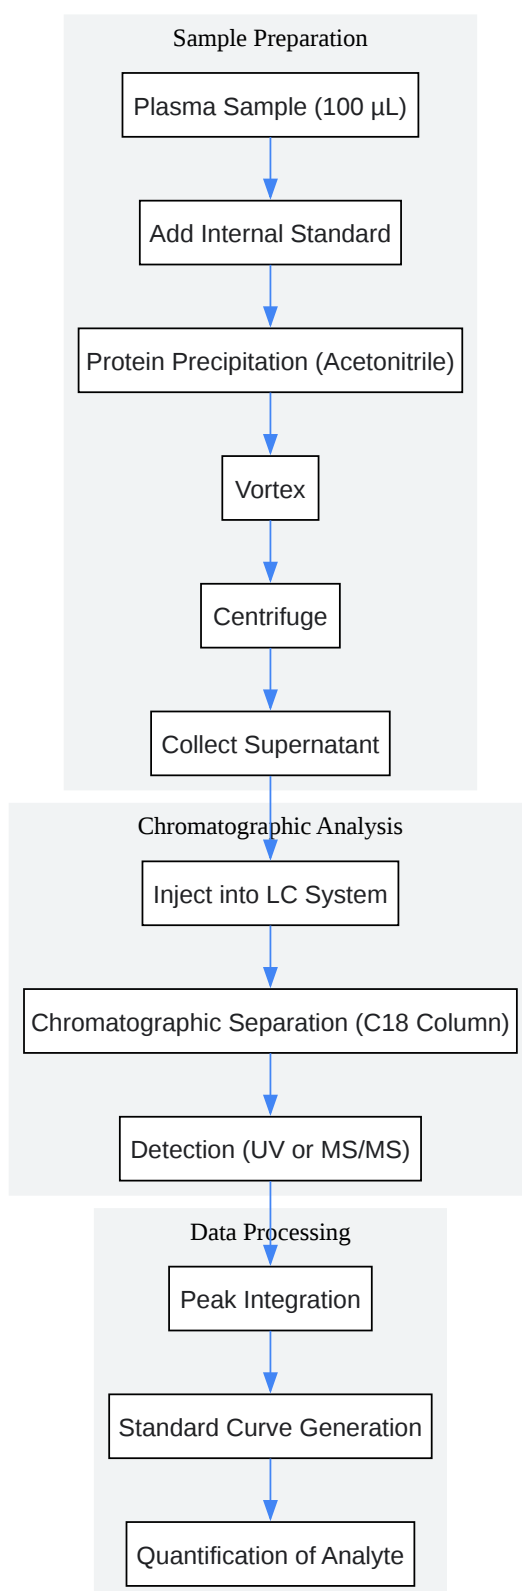 Sample Preparation
Plasma Sample (100 µL)
Add Internal Standard
Protein Precipitation (Acetonitrile)
Vortex
Centrifuge
Collect Supernatant
Chromatographic Analysis
Inject into LC System
Chromatographic Separation (C18 Column)
Detection (UV or MS/MS)
Data Processing
Peak Integration
Standard Curve Generation
Quantification of Analyte